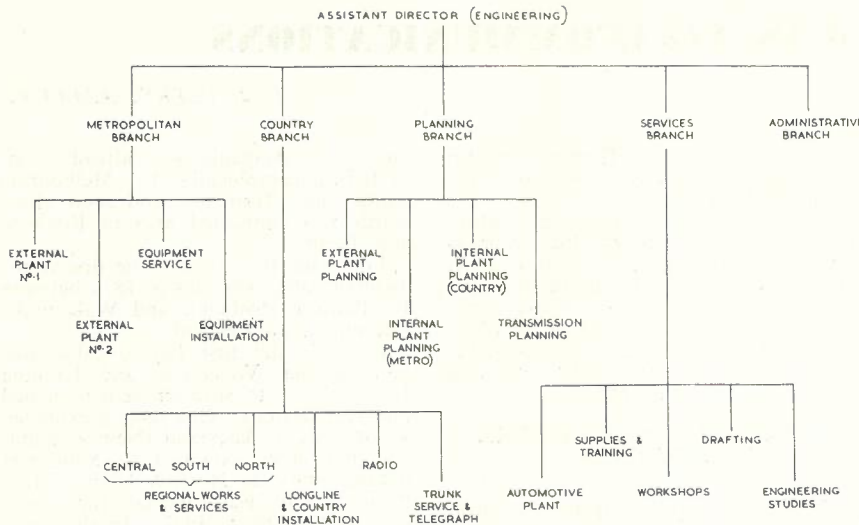 ASSISTANT DIRECTOR (ENGINEERING)
METROPOLITAN
BRANCH
COUNTRY
BRANCH
PLANNING
BRANCH
SERVICES
BRANCH
ADMINISTRATIVE
BRANCH
EXTERNAL
PLANT
Nº.1
EQUIPMENT
SERVICE
EXTERNAL
PLANT
Nº.2
EQUIPMENT
INSTALLATION
EXTERNAL
PLANT
PLANNING
INTERNAL
PLANT
PLANNING
(COUNTRY)
INTERNAL
PLANT
PLANNING
(METRO)
TRANSMISSION
PLANNING
CENTRAL
SOUTH
NORTH
REGIONAL WORKS
& SERVICES
LONGLINE
& COUNTRY
INSTALLATION
RADIO
TRUNK
SERVICE &
TELEGRAPH
SUPPLIES &
TRAINING
DRAFTING
AUTOMOTIVE
PLANT
WORKSHOPS
ENGINEERING
STUDIES